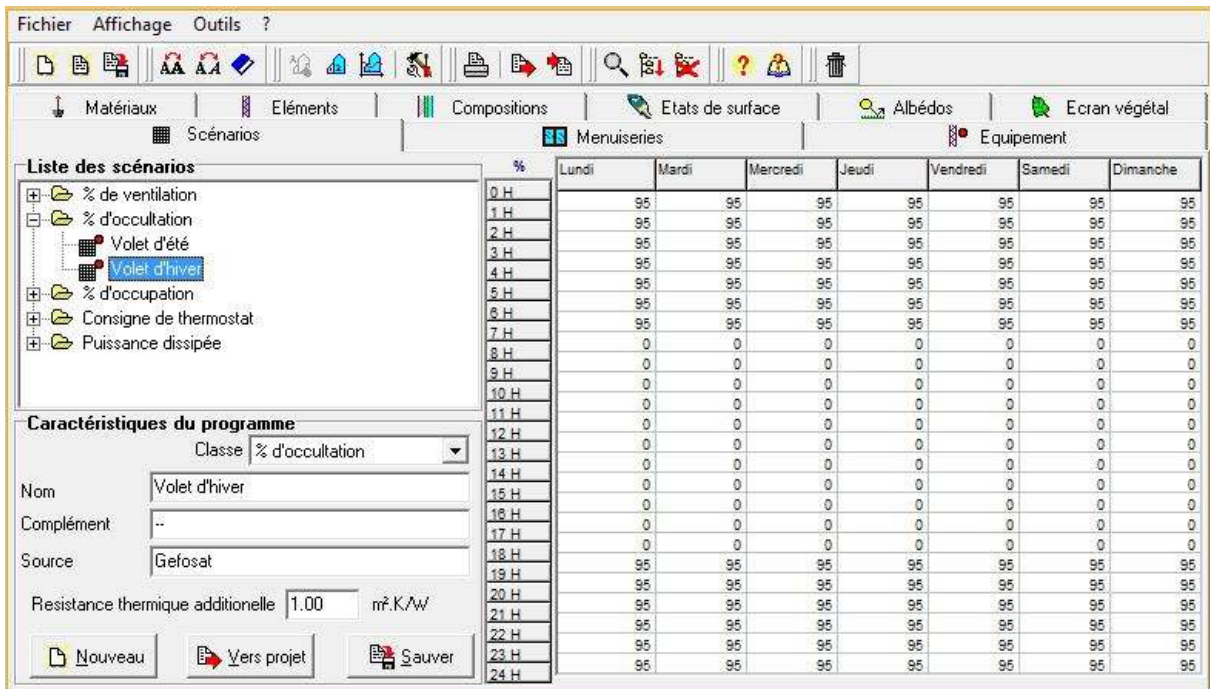 Fichier Affichage Outils ?
Matériaux Eléments Compositions Etats de surface Albédos Ecran végétal
Scénarios Menuiseries Equipement
Liste des scénarios
% de ventilation
% d'occultation
Volet d'été
Volet d'hiver
% d'occupation
Consigne de thermostat
Puissance dissipée
Caractéristiques du programme
Classe % d'occultation
Nom Volet d'hiver
Complément --
Source Gefosat
Resistance thermique additionelle 1.00 m².K/W
Nouveau Vers projet Sauver
% Lundi Mardi Mercredi Jeudi Vendredi Samedi Dimanche
0 H
95 95 95 95 95 95 95
1 H
95 95 95 95 95 95 95
2 H
95 95 95 95 95 95 95
3 H
95 95 95 95 95 95 95
4 H
95 95 95 95 95 95 95
5 H
95 95 95 95 95 95 95
6 H
95 95 95 95 95 95 95
7 H
0 0 0 0 0 0 0
8 H
0 0 0 0 0 0 0
9 H
0 0 0 0 0 0 0
10 H
0 0 0 0 0 0 0
11 H
0 0 0 0 0 0 0
12 H
0 0 0 0 0 0 0
13 H
0 0 0 0 0 0 0
14 H
0 0 0 0 0 0 0
15 H
0 0 0 0 0 0 0
16 H
0 0 0 0 0 0 0
17 H
0 0 0 0 0 0 0
18 H
95 95 95 95 95 95 95
19 H
95 95 95 95 95 95 95
20 H
95 95 95 95 95 95 95
21 H
95 95 95 95 95 95 95
22 H
95 95 95 95 95 95 95
23 H
95 95 95 95 95 95 95
24 H